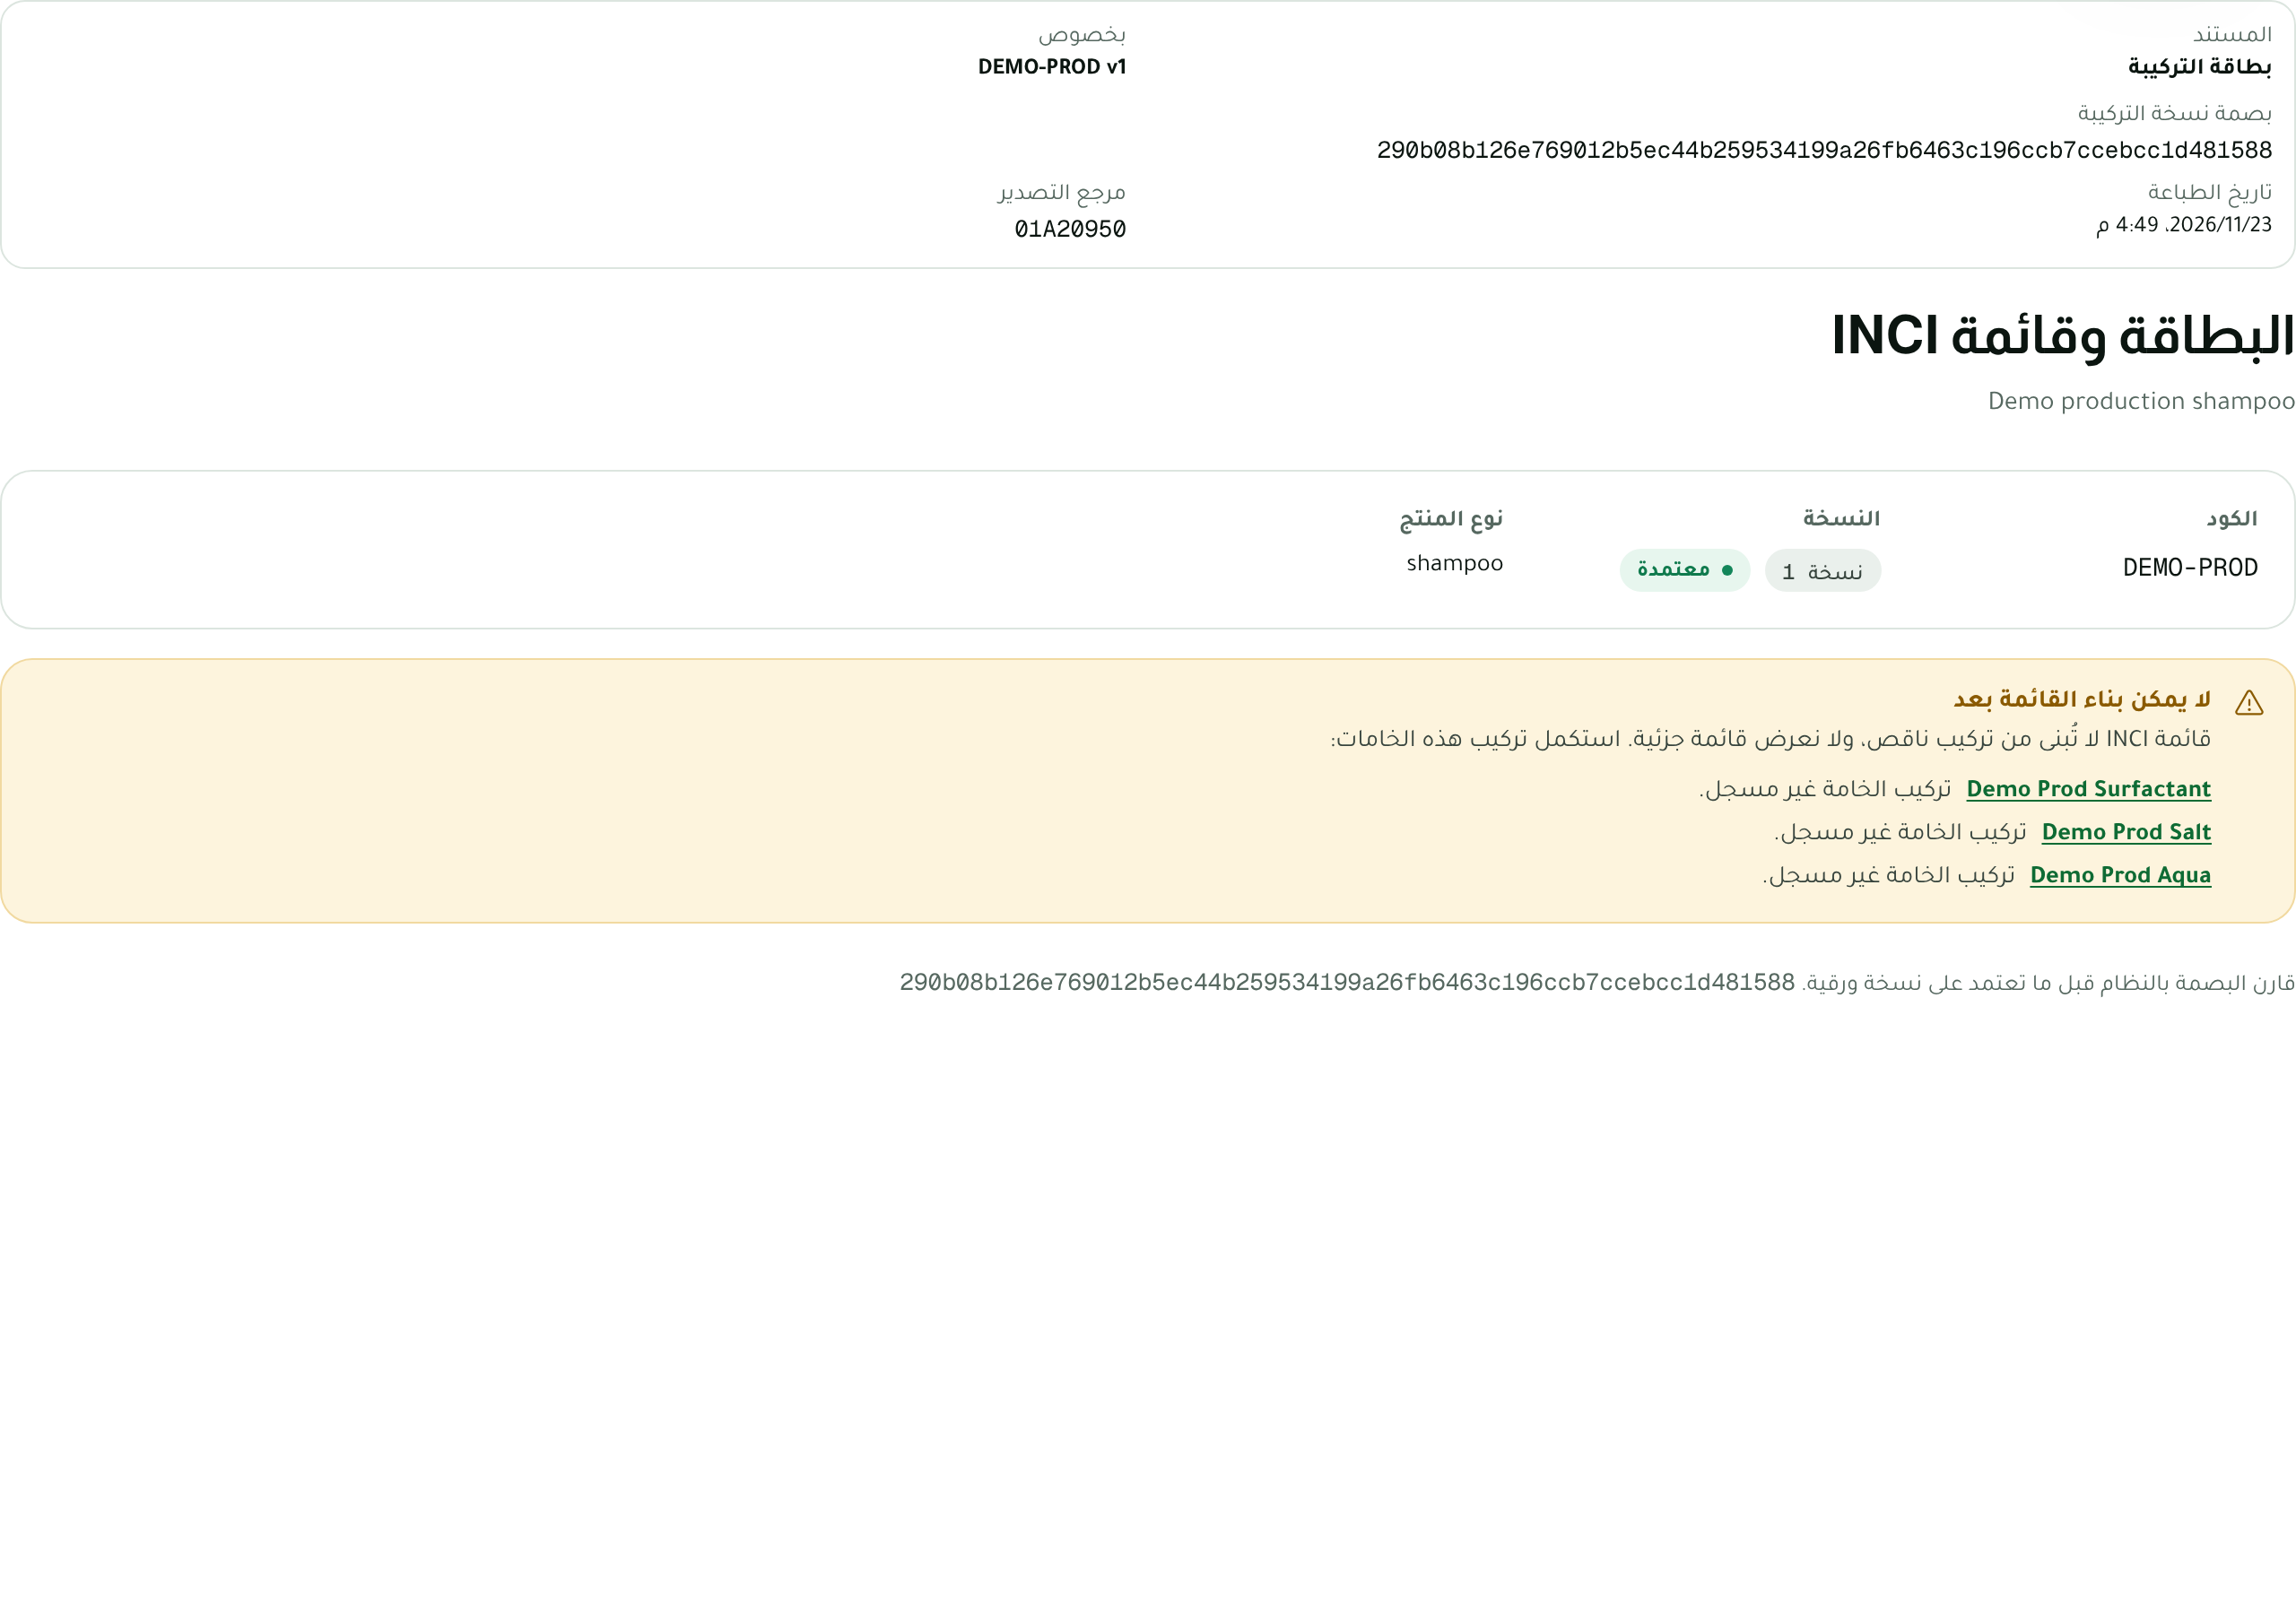 المستند
بطاقة التركيبة
بخصوص
DEMO-PROD v1
بصمة نسخة التركيبة
290b08b126e769012b5ec44b259534199a26fb6463c196ccb7ccebcc1d481588
تاريخ الطباعة
2026/11/23، 4:49 م
مرجع التصدير
01A20950
البطاقة وقائمة INCI
Demo production shampoo
الكود
DEMO-PROD
النسخة
نسخة 1
معتمدة
نوع المنتج
shampoo
لا يمكن بناء القائمة بعد
قائمة INCI لا تُبنى من تركيب ناقص، ولا نعرض قائمة جزئية. استكمل تركيب هذه الخامات:
Demo Prod Surfactant تركيب الخامة غير مسجل.
Demo Prod Salt تركيب الخامة غير مسجل.
Demo Prod Aqua تركيب الخامة غير مسجل.
قارن البصمة بالنظام قبل ما تعتمد على نسخة ورقية. 290b08b126e769012b5ec44b259534199a26fb6463c196ccb7ccebcc1d481588